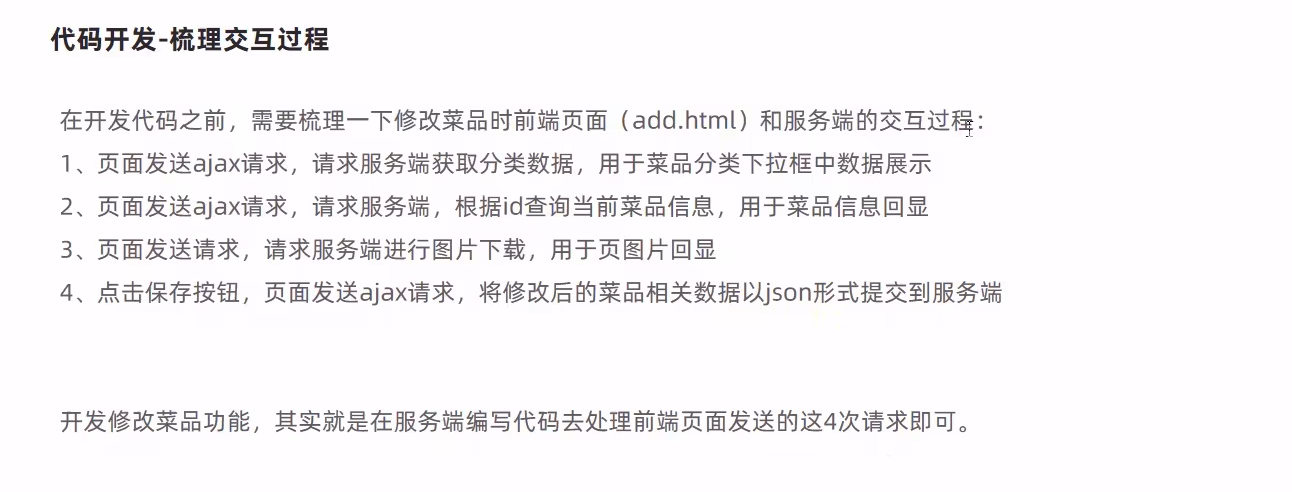 代码开发-梳理交互过程
在开发代码之前，需要梳理一下修改菜品时前端页面（add.html）和服务端的交互过程：
1、页面发送ajax请求，请求服务端获取分类数据，用于菜品分类下拉框中数据展示
2、页面发送ajax请求，请求服务端，根据id查询当前菜品信息，用于菜品信息回显
3、页面发送请求，请求服务端进行图片下载，用于页图片回显
4、点击保存按钮，页面发送ajax请求，将修改后的菜品相关数据以json形式提交到服务端
开发修改菜品功能，其实就是在服务端编写代码去处理前端页面发送的这4次请求即可。